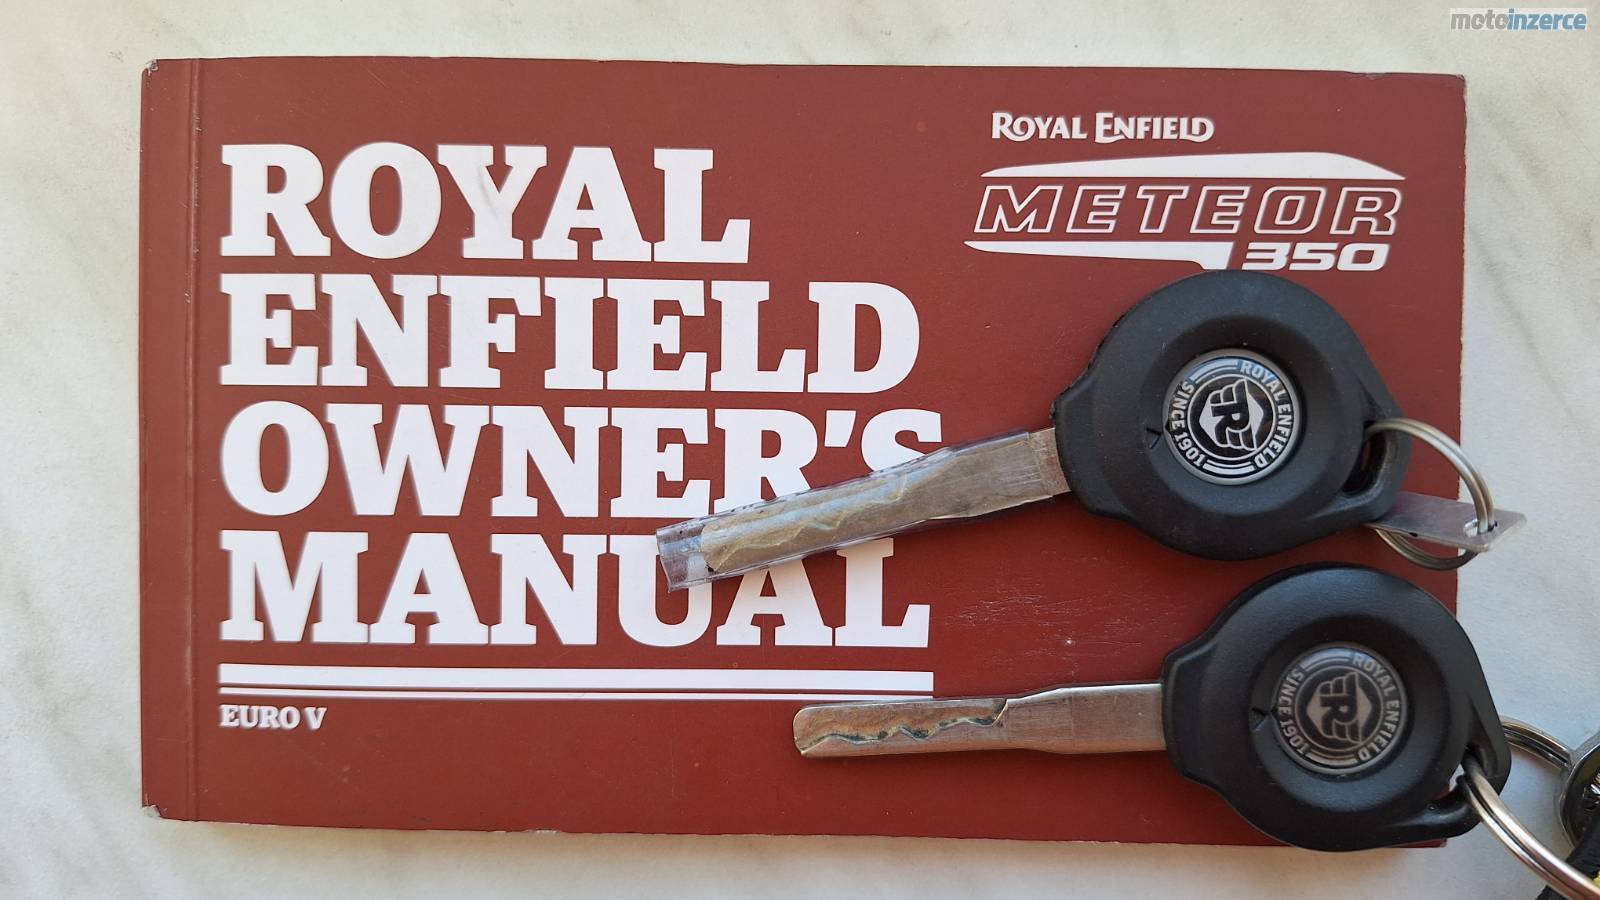 motoinzerce
ROYAL ENFIELD
METEOR
350
ROYAL
ENFIELD
OWNER'S
MANUAL
EURO V
ROYAL ENFIELD
SINCE 1901
R
ROYAL ENFIELD
SINCE 1901
R